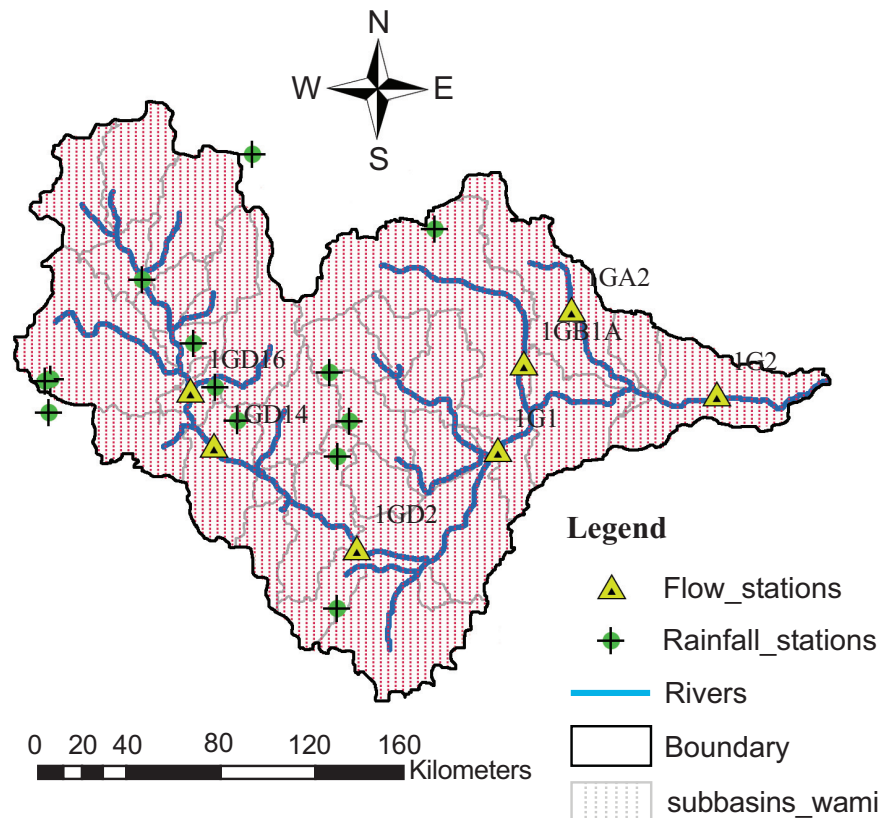 N
W E
S
1GA2
1GB1A
1GD16
1G2
1GD14
1G1
1GD2
Legend
Flow_stations
Rainfall_stations
Rivers
Boundary
subbasins_wami
0 20 40 80 120 160
Kilometers